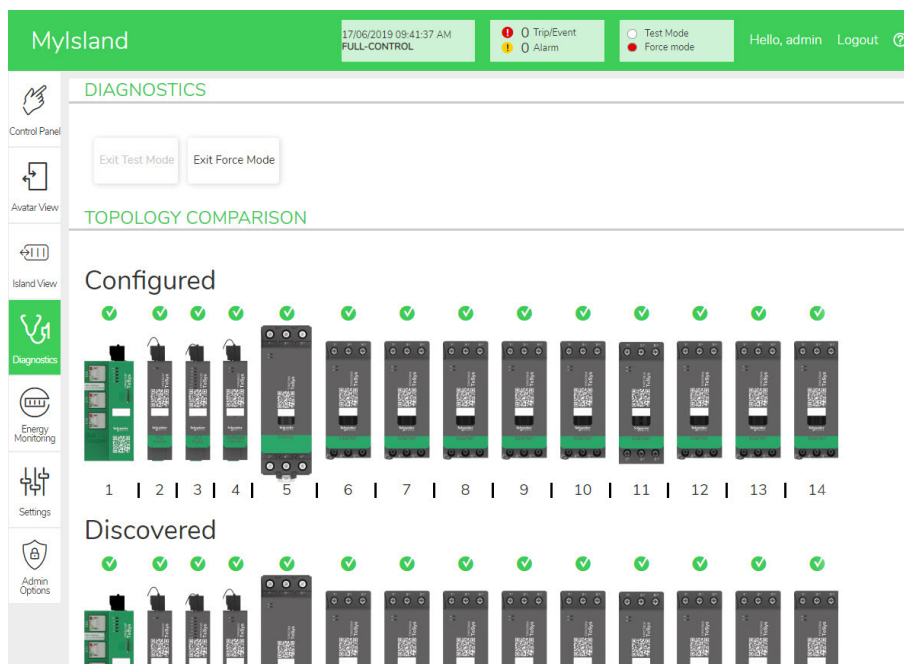 MyIsland
17/06/2019 09:41:37 AM
FULL-CONTROL
0 Trip/Event
0 Alarm
Test Mode
Force mode
Hello, admin
Logout
Control Panel
Avatar View
Island View
Diagnostics
Energy
Monitoring
Settings
Admin
Options
DIAGNOSTICS
Exit Test Mode
Exit Force Mode
TOPOLOGY COMPARISON
Configured
1 | 2 | 3 | 4 | 5 | 6 | 7 | 8 | 9 | 10 | 11 | 12 | 13 | 14
Discovered